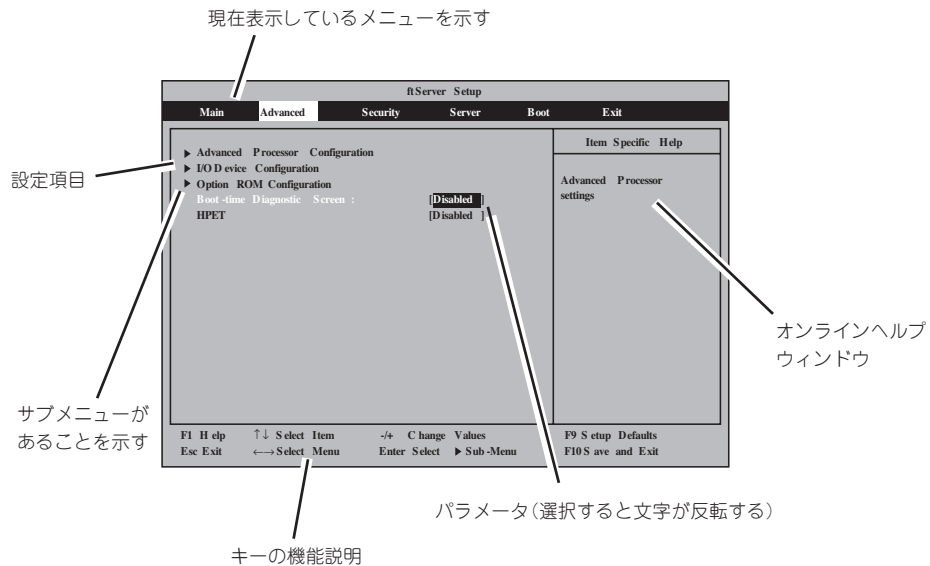 現在表示しているメニューを示す
ftServer Setup
Main Advanced Security Server Boot Exit
Item Specific Help
▶ Advanced Processor Configuration
▶ I/O Device Configuration
▶ Option ROM Configuration
Boot-time Diagnostic Screen : [Disabled ]
HPET [Disabled ]
Advanced Processor
settings
設定項目
オンラインヘルプ
ウィンドウ
サブメニューが
あることを示す
F1 Help ↑↓ Select Item -/+ Change Values F9 Setup Defaults
Esc Exit ←→ Select Menu Enter Select ▶ Sub-Menu F10 Save and Exit
パラメータ(選択すると文字が反転する)
キーの機能説明